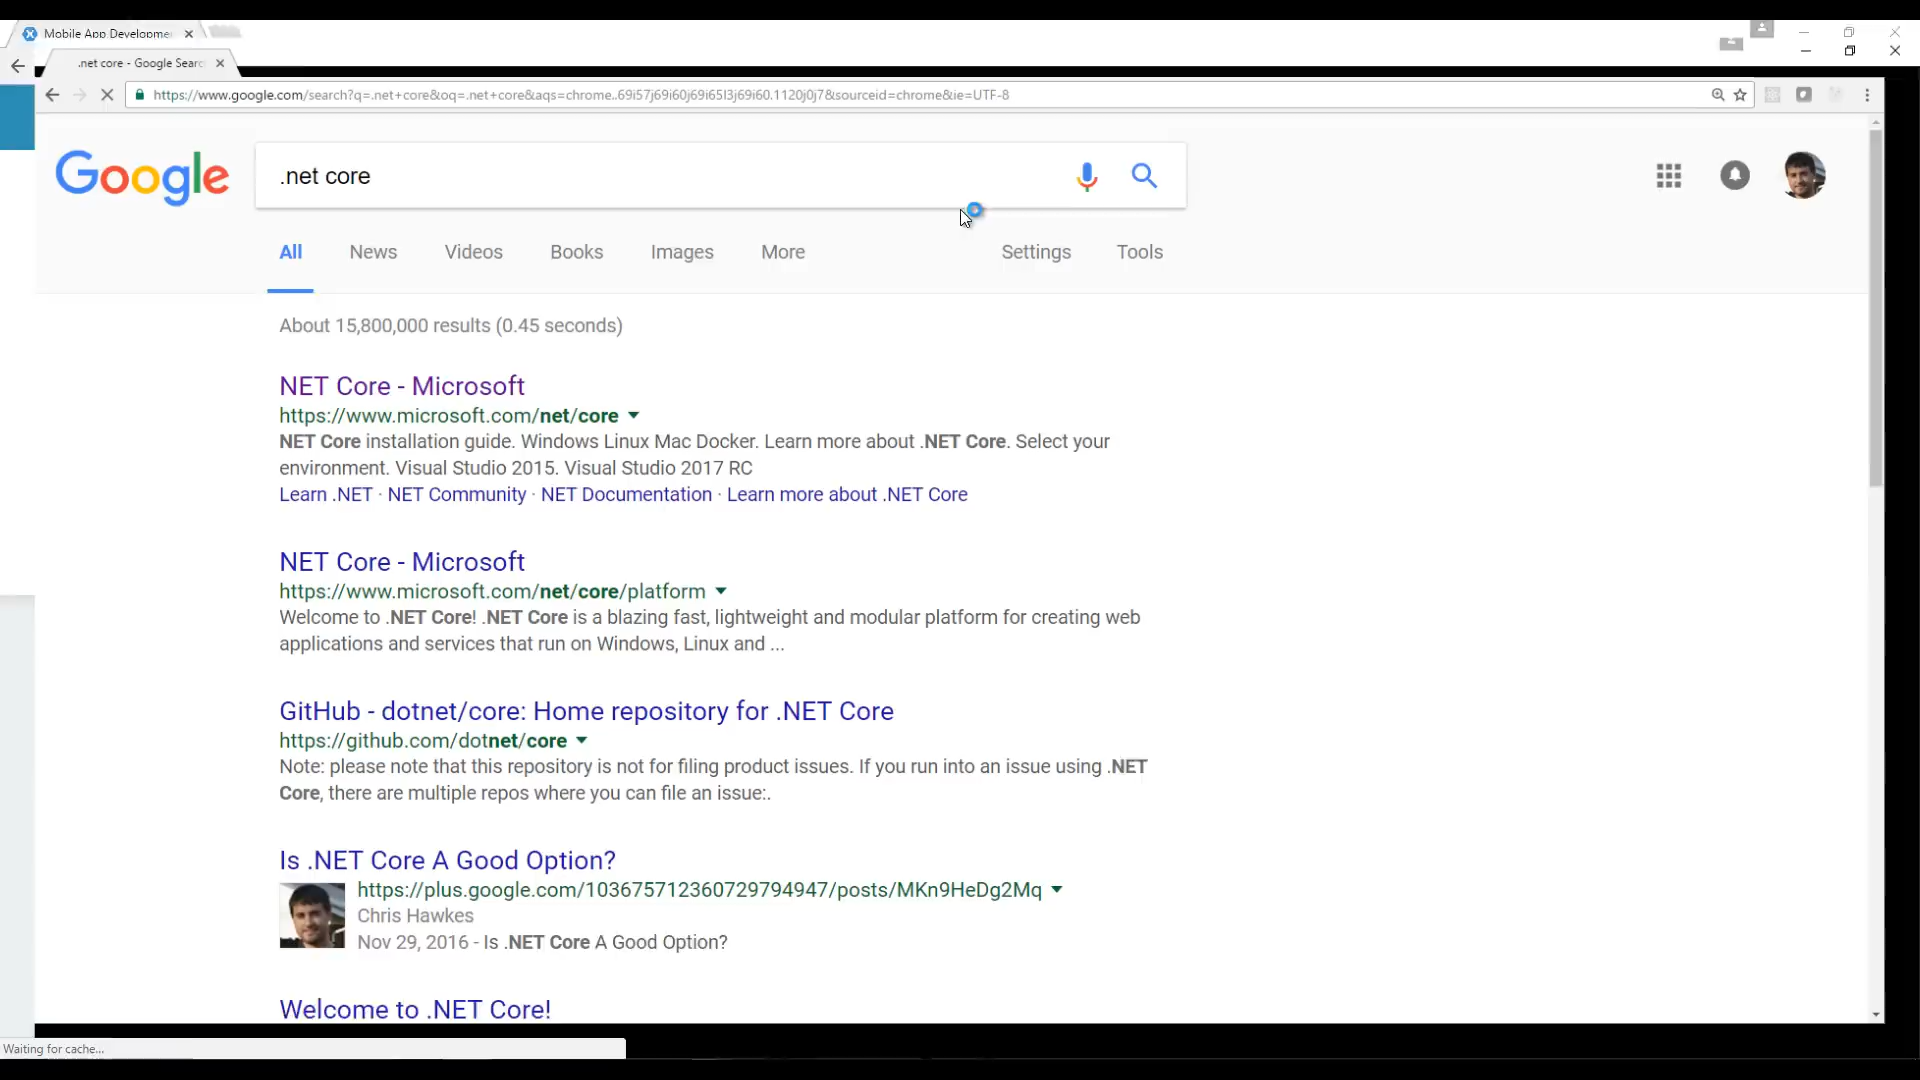 Mobile App Developme
.net core - Google Searc
https://www.google.com/search?q=.net+core&oq=.net+core&aqs=chrome..69i57j69i60j69i65l3j69i60.1120j0j7&sourceid=chrome&ie=UTF-8
Google
.net core
All News Videos Books Images More Settings Tools
About 15,800,000 results (0.45 seconds)
NET Core - Microsoft
https://www.microsoft.com/net/core
NET Core installation guide. Windows Linux Mac Docker. Learn more about .NET Core. Select your
environment. Visual Studio 2015. Visual Studio 2017 RC
Learn .NET · NET Community · NET Documentation · Learn more about .NET Core
NET Core - Microsoft
https://www.microsoft.com/net/core/platform
Welcome to .NET Core! .NET Core is a blazing fast, lightweight and modular platform for creating web
applications and services that run on Windows, Linux and ...
GitHub - dotnet/core: Home repository for .NET Core
https://github.com/dotnet/core
Note: please note that this repository is not for filing product issues. If you run into an issue using .NET
Core, there are multiple repos where you can file an issue:.
Is .NET Core A Good Option?
https://plus.google.com/103675712360729794947/posts/MKn9HeDg2Mq
Chris Hawkes
Nov 29, 2016 - Is .NET Core A Good Option?
Welcome to .NET Core!
Waiting for cache...